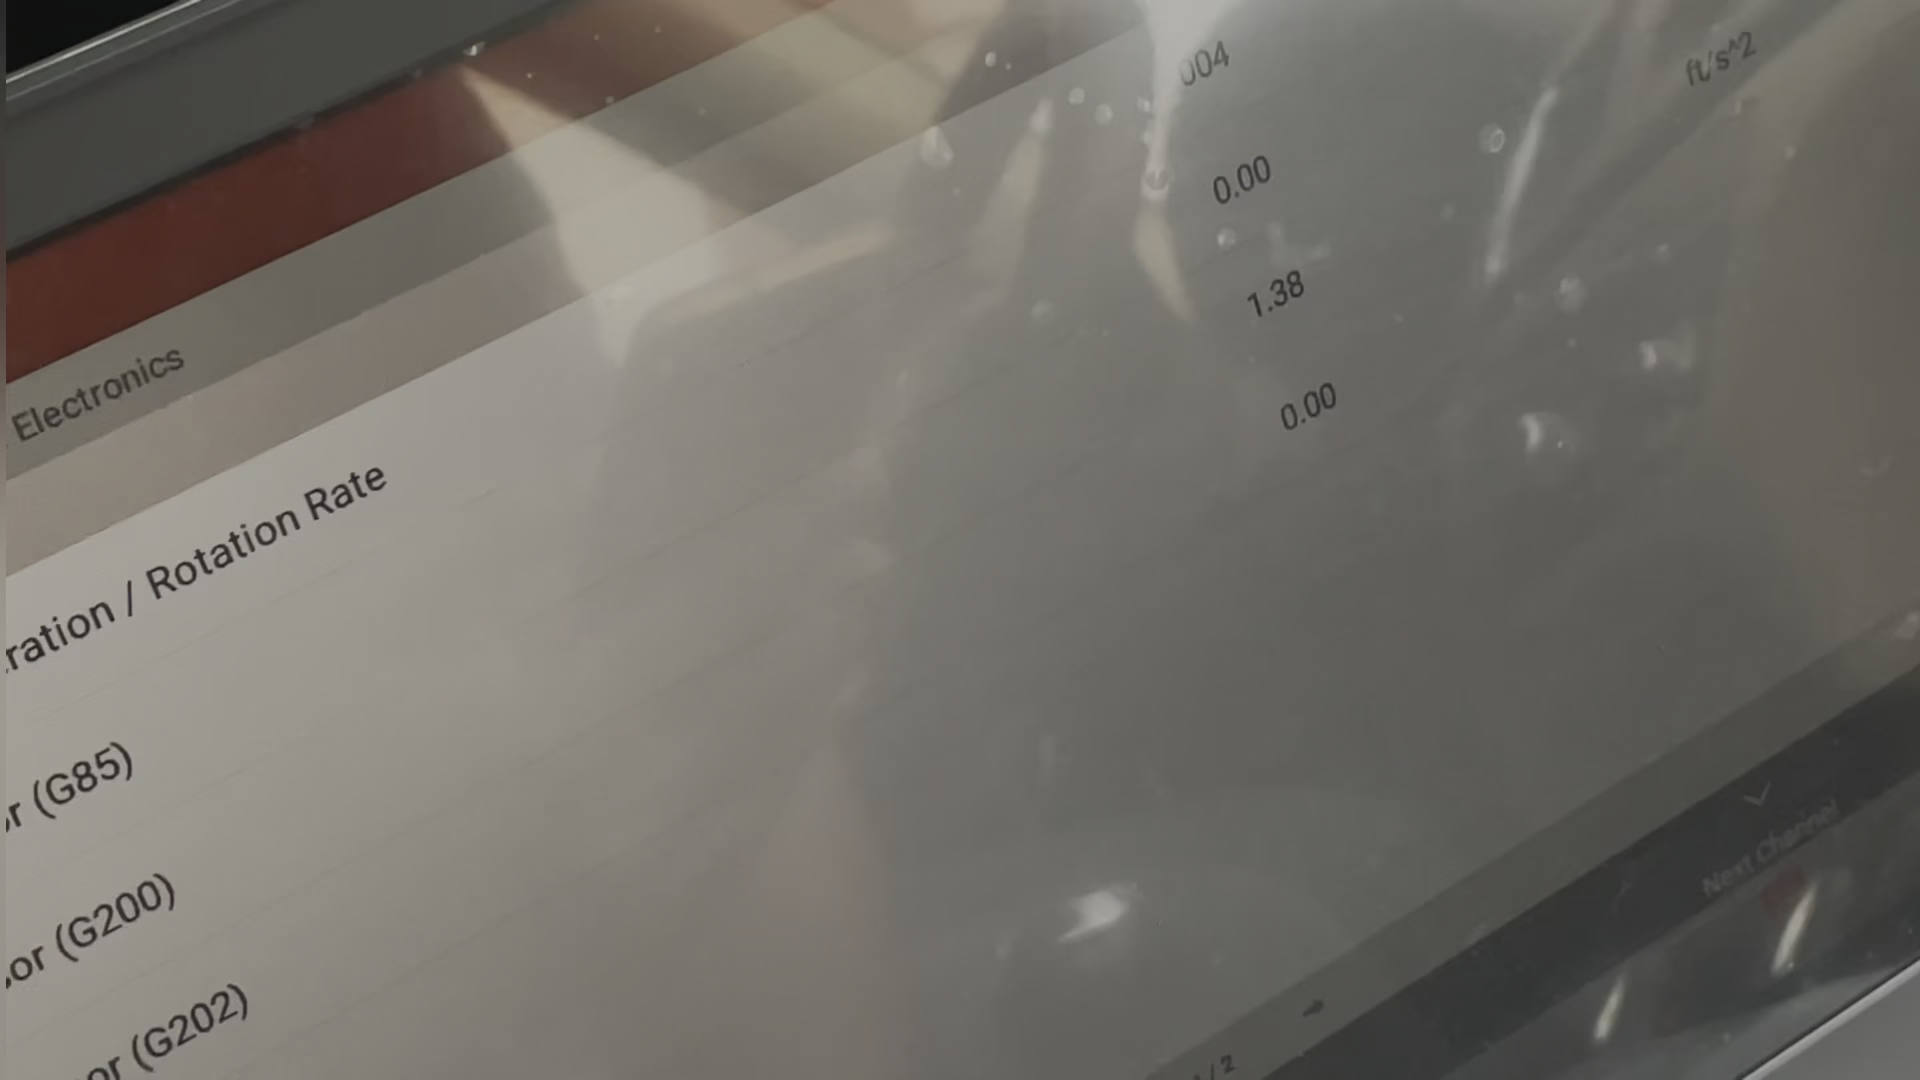 Electronics
ration / Rotation Rate
004
ft/s^2
r (G85)
0.00
or (G200)
1.38
or (G202)
0.00
/ 2
Next Channel